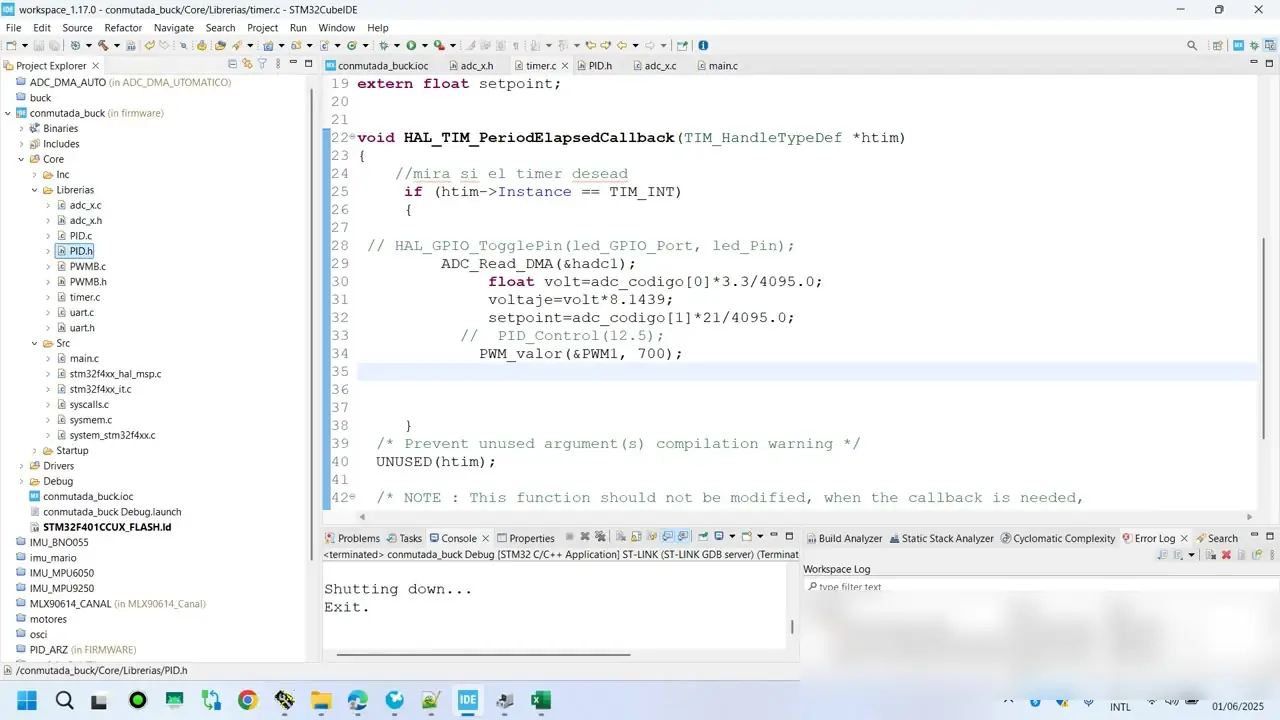 workspace_1.17.0 - conmutada_buck/Core/Librerias/timer.c - STM32CubeIDE
File Edit Source Refactor Navigate Search Project Run Window Help
Project Explorer
conmutada_buck.ioc adc_x.h timer.c PID.h adc_x.c main.c
ADC_DMA_AUTO (in ADC_DMA_UTOMATICO)
buck
conmutada_buck (in firmware)
Binaries
Includes
Core
Inc
Librerias
adc_x.c
adc_x.h
PID.c
PID.h
PWMB.c
PWMB.h
timer.c
uart.c
uart.h
Src
main.c
stm32f4xx_hal_msp.c
stm32f4xx_it.c
syscalls.c
sysmem.c
system_stm32f4xx.c
Startup
Drivers
Debug
conmutada_buck.ioc
conmutada_buck Debug.launch
STM32F401CCUX_FLASH.ld
IMU_BNO055
imu_mario
IMU_MPU6050
IMU_MPU9250
MLX90614_CANAL (in MLX90614_Canal)
motores
osci
PID_ARZ (in FIRMWARE)
19 extern float setpoint;
20
21
22 void HAL_TIM_PeriodElapsedCallback(TIM_HandleTypeDef *htim)
23 {
24 //mira si el timer desead
25 if (htim->Instance == TIM_INT)
26 {
27
28 // HAL_GPIO_TogglePin(led_GPIO_Port, led_Pin);
29 ADC_Read_DMA(&hadc1);
30 float volt=adc_codigo[0]*3.3/4095.0;
31 voltaje=volt*8.1439;
32 setpoint=adc_codigo[1]*21/4095.0;
33 // PID_Control(12.5);
34 PWM_valor(&PWM1, 700);
35
36
37
38 }
39 /* Prevent unused argument(s) compilation warning */
40 UNUSED(htim);
41
42 /* NOTE : This function should not be modified, when the callback is needed,
Problems Tasks Console Properties
<terminated> conmutada_buck Debug [STM32 C/C++ Application] ST-LINK (ST-LINK GDB server) (Terminat
Shutting down...
Exit.
Build Analyzer Static Stack Analyzer Cyclomatic Complexity Error Log Search
Workspace Log
type filter text
/conmutada_buck/Core/Librerias/PID.h
IDE
INTL
01/06/2025